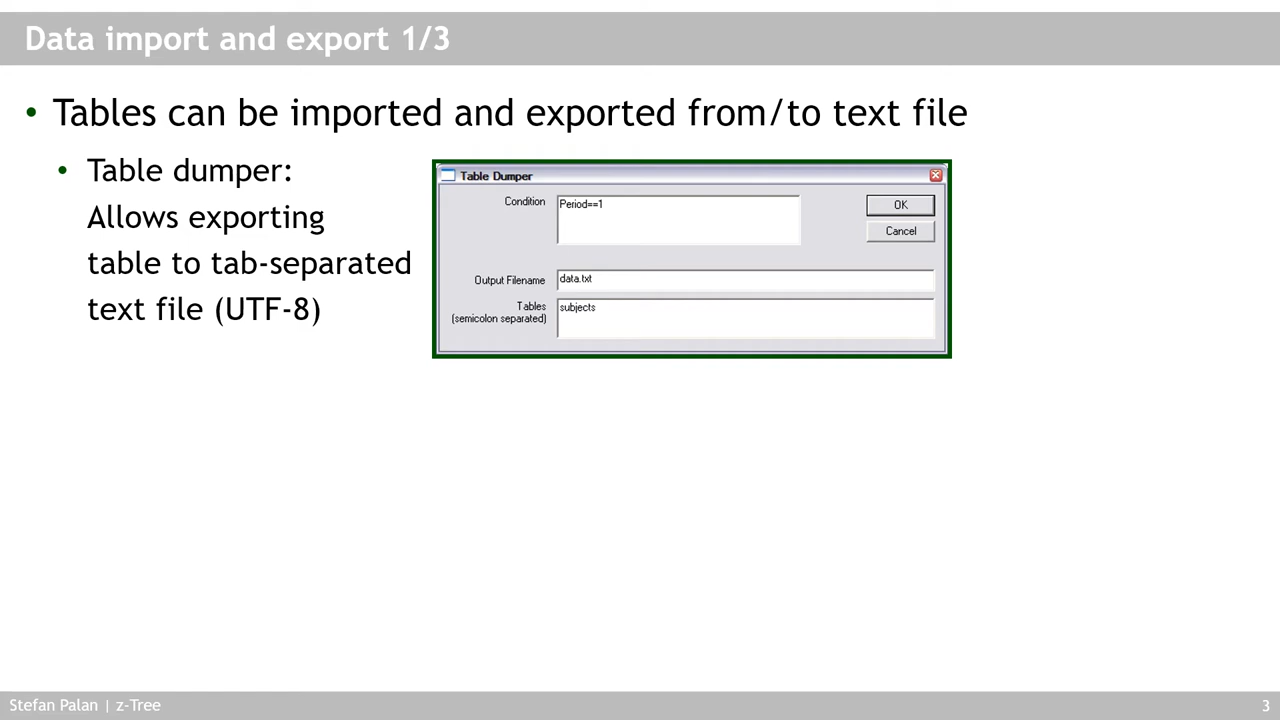 Data import and export 1/3
• Tables can be imported and exported from/to text file
• Table dumper:
Allows exporting
table to tab-separated
text file (UTF-8)
Table Dumper
Condition
Period==1
OK
Cancel
Output Filename
data.txt
Tables
(semicolon separated)
subjects
Stefan Palan | z-Tree
3